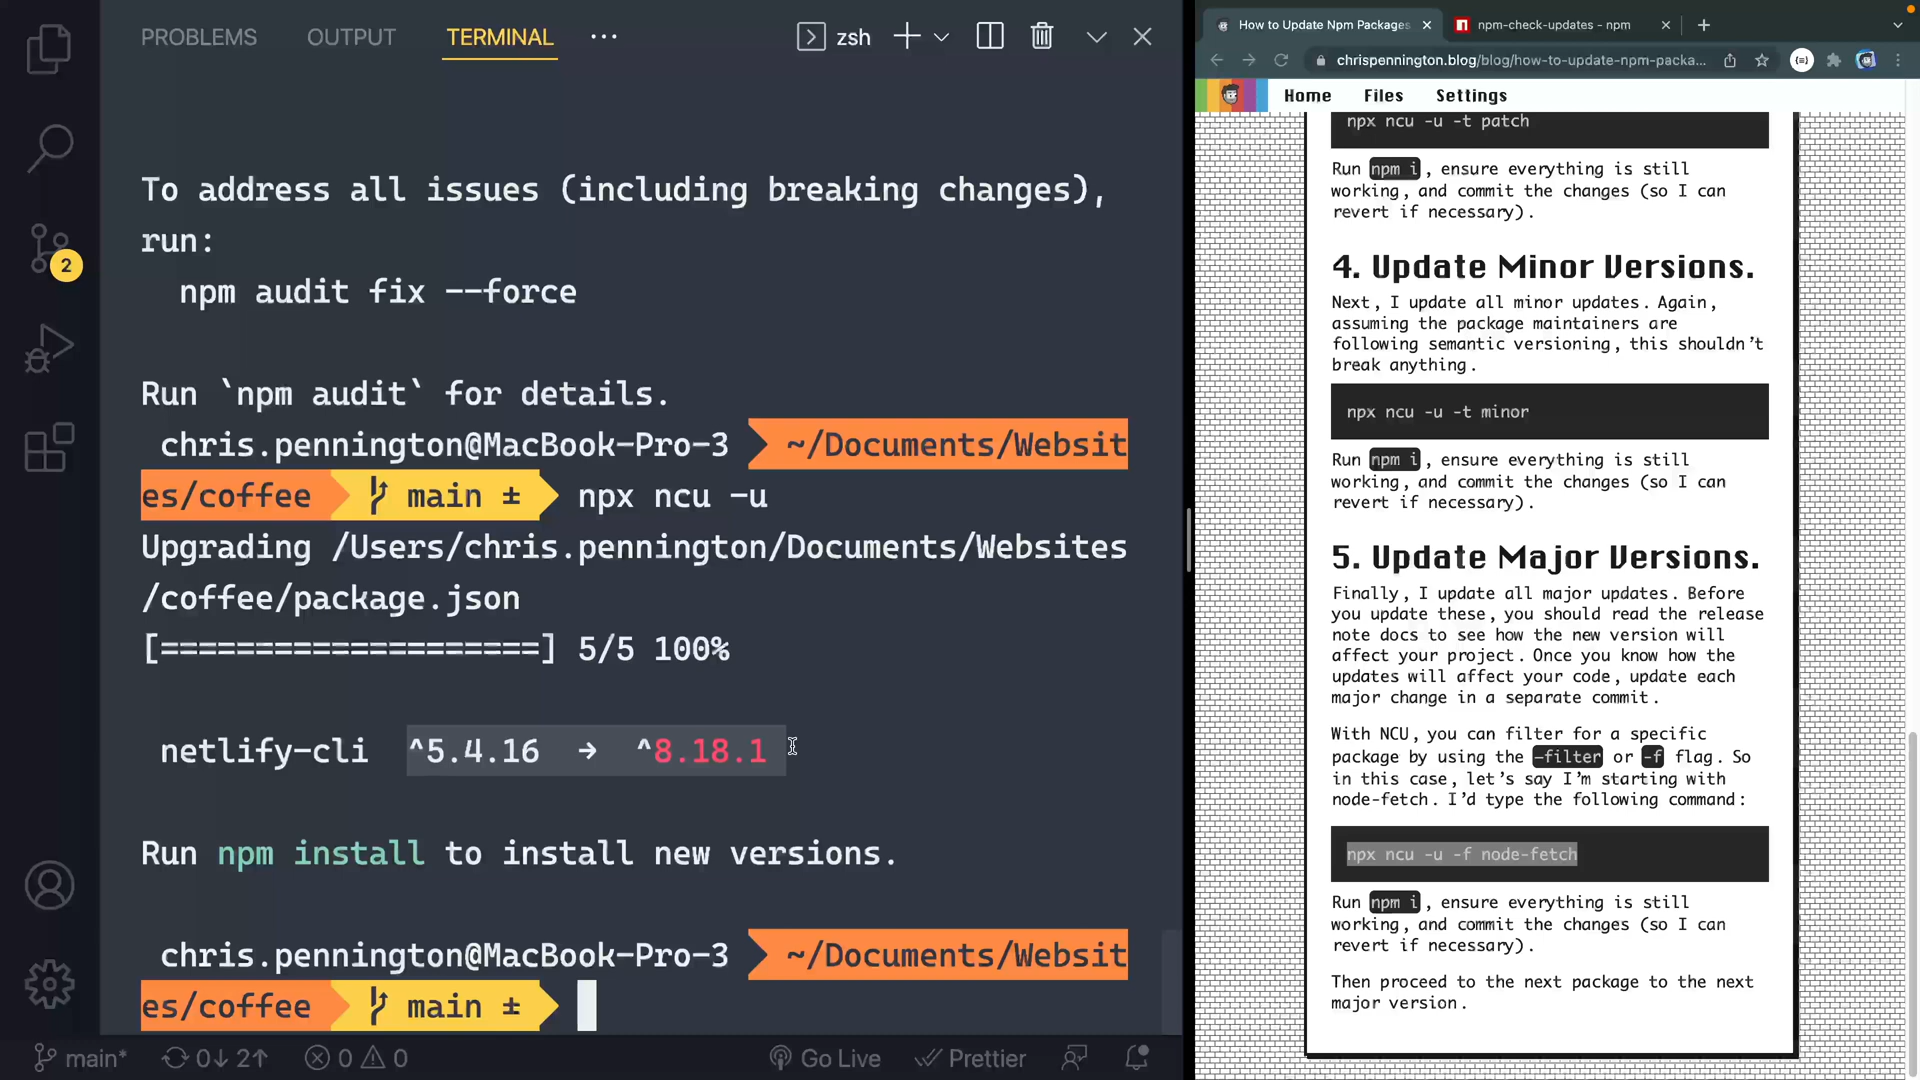 PROBLEMS OUTPUT TERMINAL ... zsh
To address all issues (including breaking changes),
run:
npm audit fix --force
Run `npm audit` for details.
chris.pennington@MacBook-Pro-3 ~/Documents/Websit
es/coffee main ± npx ncu -u
Upgrading /Users/chris.pennington/Documents/Websites
/coffee/package.json
[====================] 5/5 100%
netlify-cli ^5.4.16 → ^8.18.1
Run npm install to install new versions.
chris.pennington@MacBook-Pro-3 ~/Documents/Websit
es/coffee main ±
2
main* 0↓ 2↑ 0 0 Go Live Prettier
How to Update Npm Packages npm-check-updates - npm
chrispennington.blog/blog/how-to-update-npm-packa...
Home Files Settings
npx ncu -u -t patch
Run npm i, ensure everything is still
working, and commit the changes (so I can
revert if necessary).
4. Update Minor Versions.
Next, I update all minor updates. Again,
assuming the package maintainers are
following semantic versioning, this shouldn't
break anything.
npx ncu -u -t minor
Run npm i, ensure everything is still
working, and commit the changes (so I can
revert if necessary).
5. Update Major Versions.
Finally, I update all major updates. Before
you update these, you should read the release
note docs to see how the new version will
affect your project. Once you know how the
updates will affect your code, update each
major change in a separate commit.
With NCU, you can filter for a specific
package by using the -filter or -f flag. So
in this case, let's say I'm starting with
node-fetch. I'd type the following command:
npx ncu -u -f node-fetch
Run npm i, ensure everything is still
working, and commit the changes (so I can
revert if necessary).
Then proceed to the next package to the next
major version.